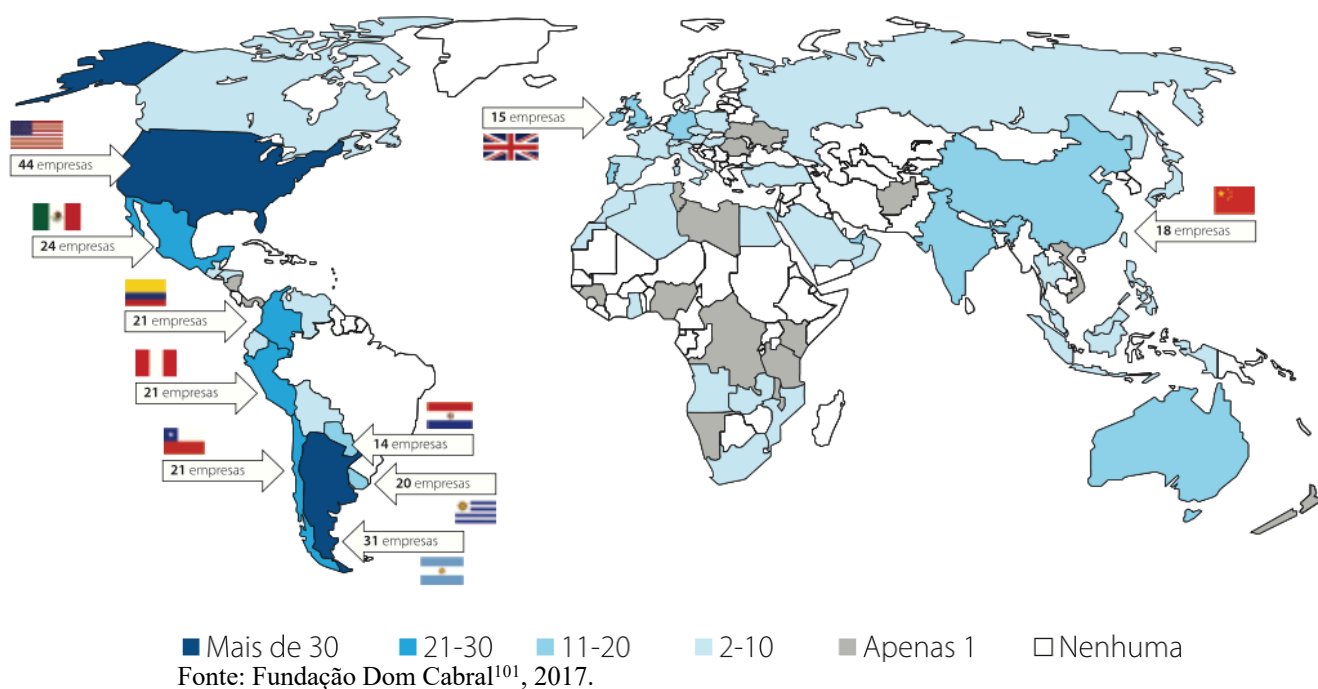 15 empresas
44 empresas
18 empresas
24 empresas
21 empresas
21 empresas
14 empresas
21 empresas
20 empresas
31 empresas
Mais de 30 21-30 11-20 2-10 Apenas 1 Nenhuma
Fonte: Fundação Dom Cabral¹⁰¹, 2017.